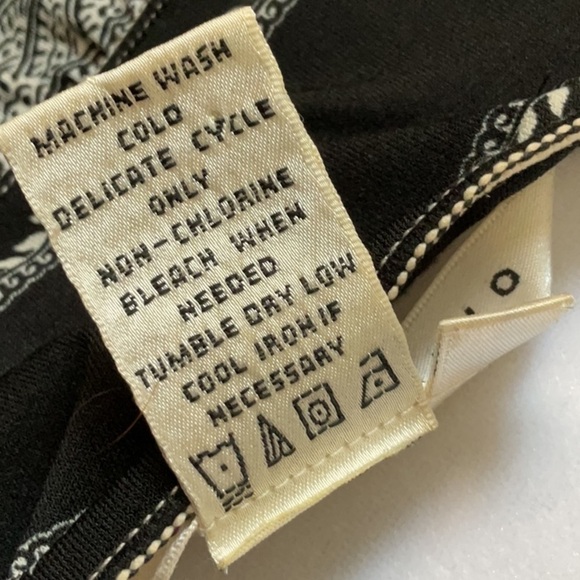 MACHINE WASH
COLD
DELICATE CYCLE
ONLY
NON-CHLORINE
BLEACH WHEN
NEEDED
TUMBLE DRY LOW
COOL IRON IF
NECESSARY